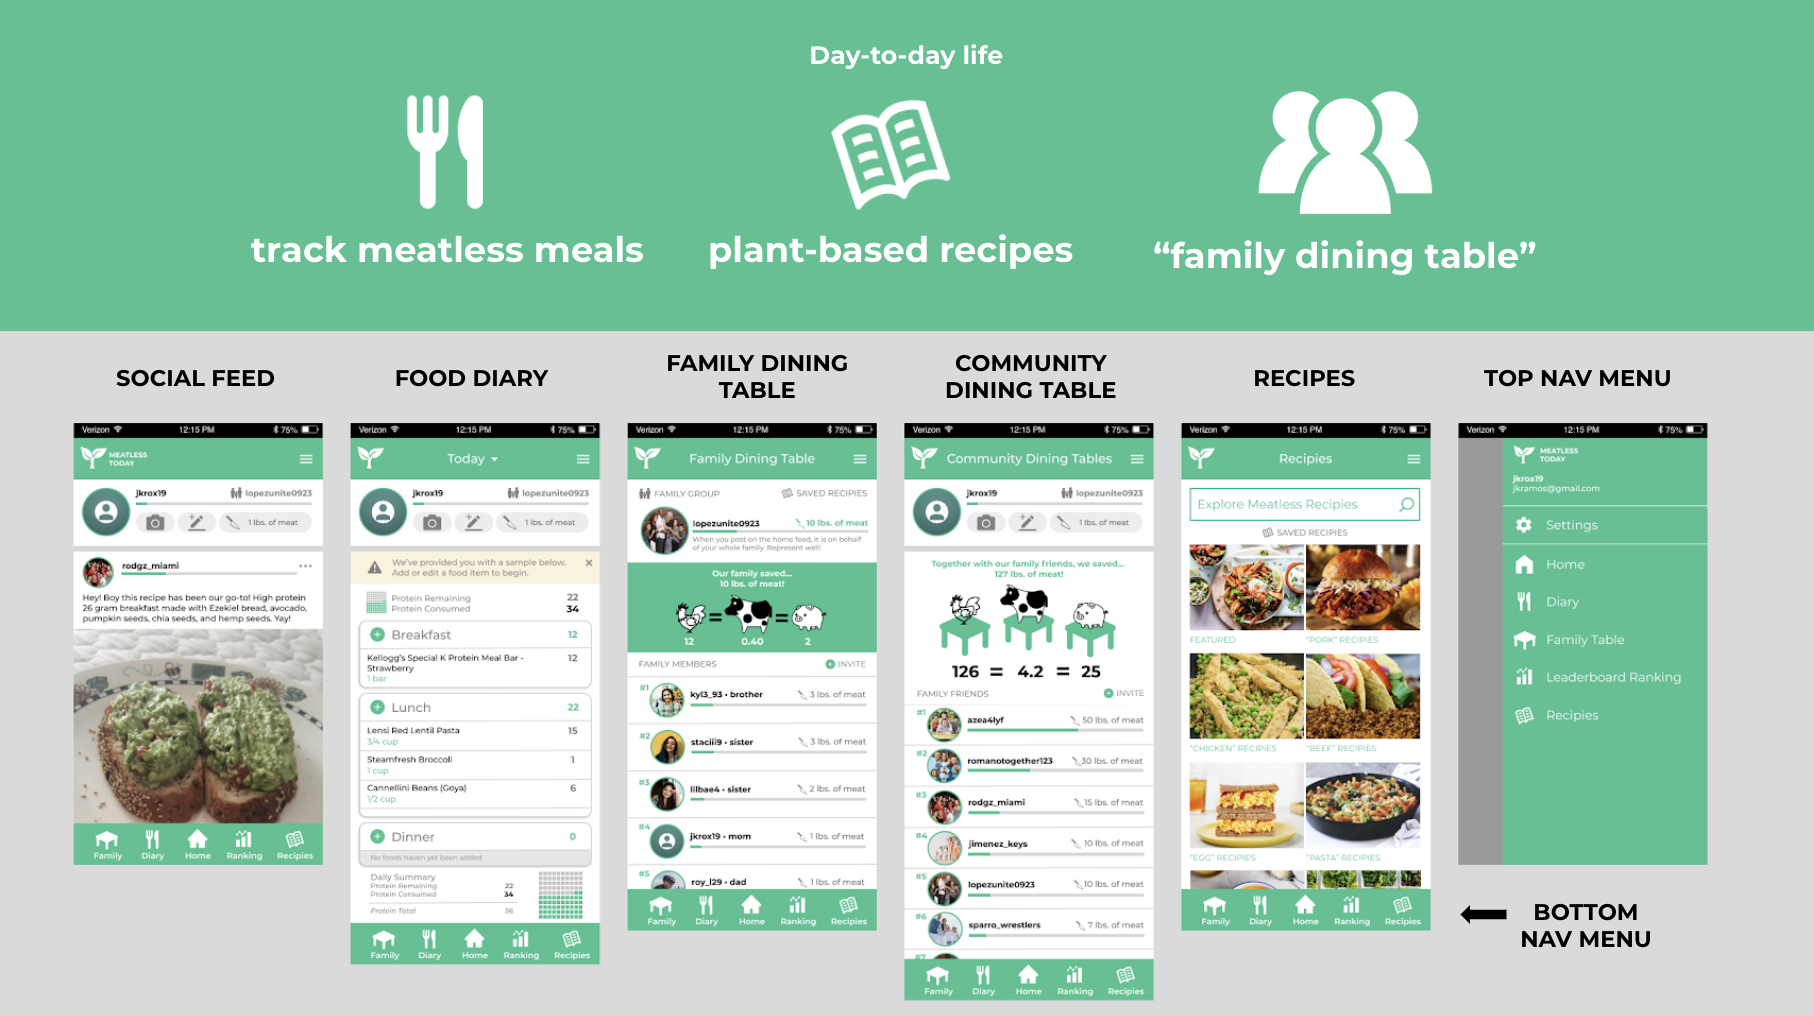 Day-to-day life
track meatless meals
plant-based recipes
“family dining table”
SOCIAL FEED
FOOD DIARY
FAMILY DINING
TABLE
COMMUNITY
DINING TABLE
RECIPES
TOP NAV MENU
Verizon 12:15 PM 75%
MEATLESS
TODAY
jkrox19 lopezunite0923
1 lbs. of meat
rodgz_miami
Hey! Boy this recipe has been our go-to! High protein
26 gram breakfast made with Ezekiel bread, avocado,
pumpkin seeds, chia seeds, and hemp seeds. Yay!
Family Diary Home Ranking Recipies
Verizon 12:15 PM 75%
Today
jkrox19 lopezunite0923
1 lbs. of meat
We've provided you with a sample below.
Add or edit a food item to begin.
Protein Remaining 22
Protein Consumed 34
Breakfast 12
Kellogg's Special K Protein Meal Bar - 12
Strawberry
1 bar
Lunch 22
Lensi Red Lentil Pasta 15
3/4 cup
Steamfresh Broccoli 1
1 cup
Cannellini Beans (Goya) 6
1/2 cup
Dinner 0
No foods haven yet been added
Daily Summary
Protein Remaining 22
Protein Consumed 34
Protein Total 56
Family Diary Home Ranking Recipies
Verizon 12:15 PM 75%
Family Dining Table
FAMILY GROUP SAVED RECIPIES
lopezunite0923 10 lbs. of meat
When you post on the home feed, it is on behalf
of your whole family. Represent well!
Our family saved...
10 lbs. of meat!
= =
12 0.40 2
FAMILY MEMBERS INVITE
#1 kyl3_93 • brother 3 lbs. of meat
#2 staciii9 • sister 3 lbs. of meat
#3 lilbae4 • sister 2 lbs. of meat
#4 jkrox19 • mom 1 lbs. of meat
#5 roy_l29 • dad 1 lbs. of meat
Family Diary Home Ranking Recipies
Verizon 12:15 PM 75%
Community Dining Tables
jkrox19 lopezunite0923
1 lbs. of meat
Together with our family friends, we saved...
127 lbs. of meat!
126 = 4.2 = 25
FAMILY FRIENDS INVITE
#1 azea4lyf 50 lbs. of meat
#2 romanotogether123 30 lbs. of meat
#3 rodgz_miami 15 lbs. of meat
#4 jimenez_keys 10 lbs. of meat
#5 lopezunite0923 10 lbs. of meat
#6 sparro_wrestlers 7 lbs. of meat
#7
Family Diary Home Ranking Recipies
Verizon 12:15 PM 75%
Recipies
Explore Meatless Recipies
SAVED RECIPIES
FEATURED "PORK" RECIPIES
"CHICKEN" RECIPIES "BEEF" RECIPIES
"EGG" RECIPIES "PASTA" RECIPIES
Family Diary Home Ranking Recipies
Verizon 12:15 PM 75%
MEATLESS
TODAY
jkrox19
jkramos@gmail.com
Settings
Home
Diary
Family Table
Leaderboard Ranking
Recipies
BOTTOM
NAV MENU